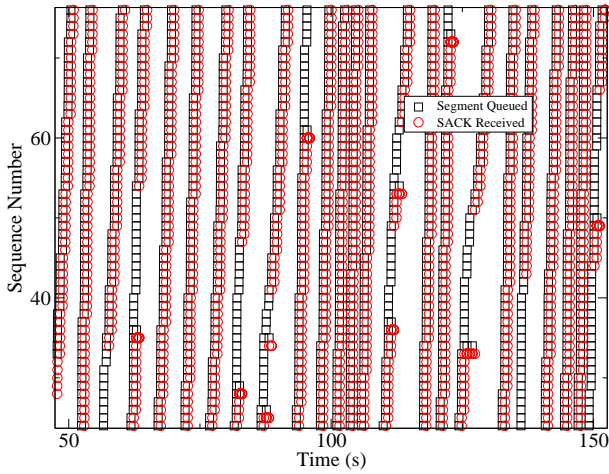 60
40
Sequence Number
Segment Queued
SACK Received
50
100
150
Time (s)